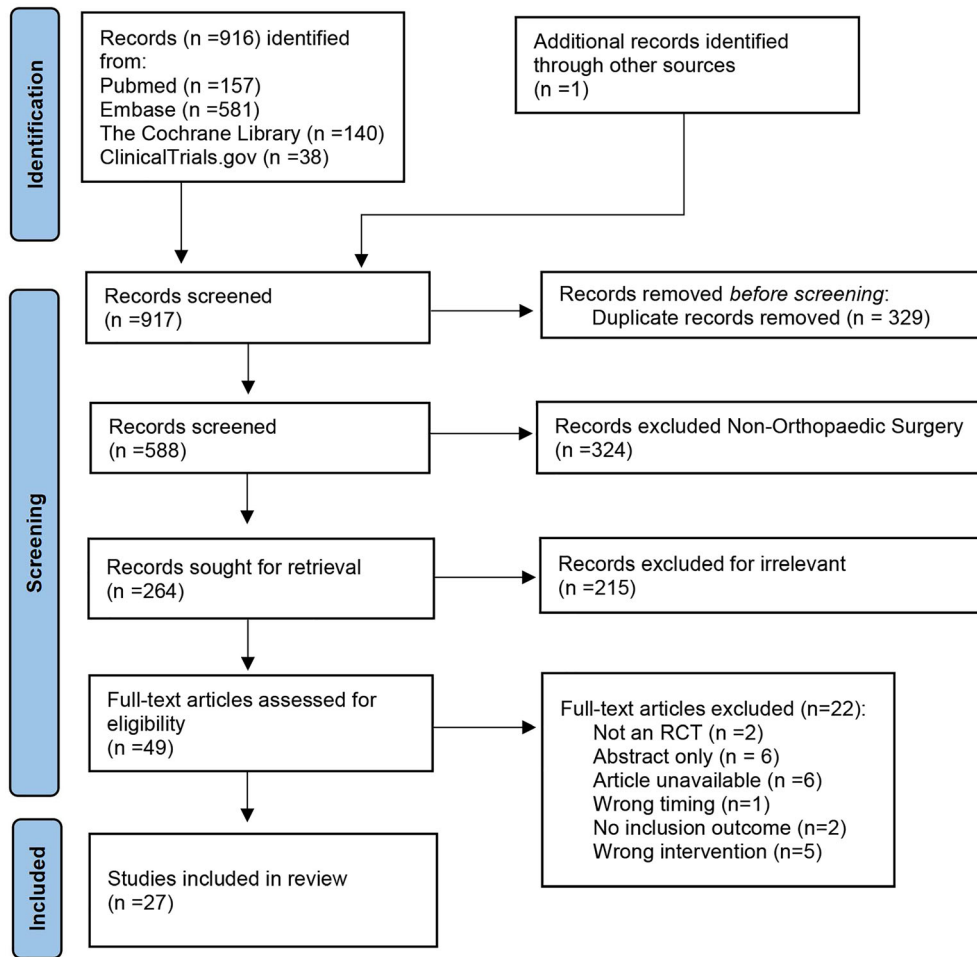 Identification
Records (n =916) identified
from:
Pubmed (n =157)
Embase (n =581)
The Cochrane Library (n =140)
ClinicalTrials.gov (n =38)
Additional records identified
through other sources
(n =1)
Screening
Records screened
(n =917)
Records removed before screening:
Duplicate records removed (n = 329)
Records screened
(n =588)
Records excluded Non-Orthopaedic Surgery
(n =324)
Records sought for retrieval
(n =264)
Records excluded for irrelevant
(n =215)
Full-text articles assessed for
eligibility
(n =49)
Full-text articles excluded (n=22):
Not an RCT (n =2)
Abstract only (n = 6)
Article unavailable (n =6)
Wrong timing (n=1)
No inclusion outcome (n=2)
Wrong intervention (n=5)
Included
Studies included in review
(n =27)